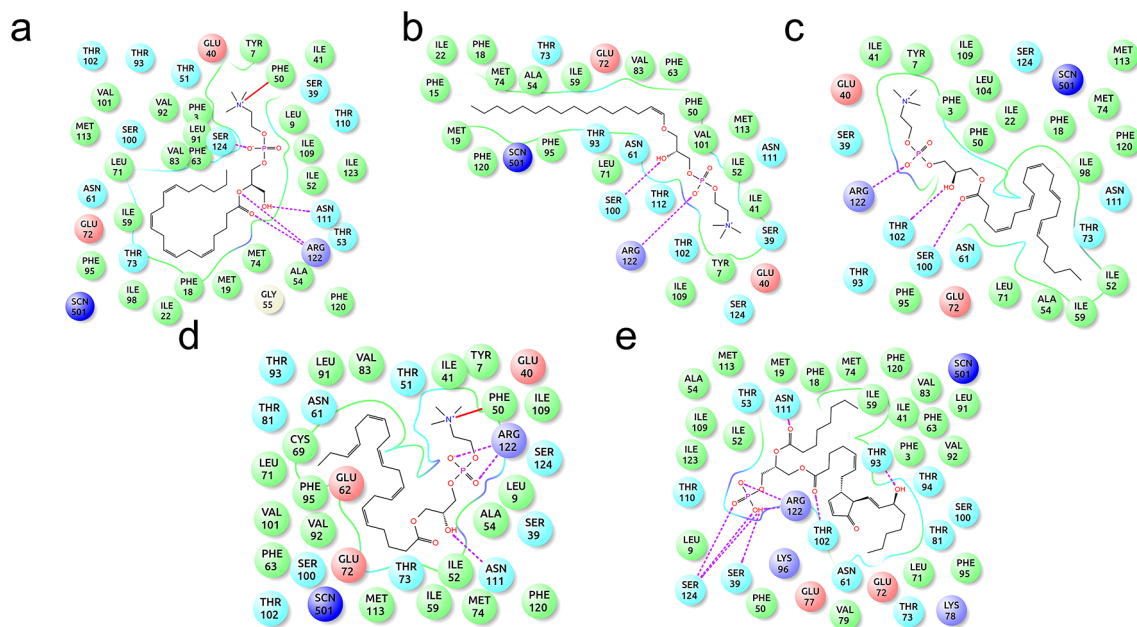 a
THR 102
THR 93
GLU 40
TYR 7
ILE 41
THR 51
PHE 50
SER 39
VAL 101
VAL 92
PHE 3
LEU 9
THR 110
MET 113
SER 100
LEU 91
SER 124
ILE 109
LEU 71
VAL 83
PHE 63
ILE 52
ILE 123
ASN 61
ILE 59
ASN 111
GLU 72
THR 53
ARG 122
PHE 95
THR 73
MET 74
ALA 54
SCN 501
ILE 98
ILE 22
PHE 18
MET 19
GLY 55
PHE 120
N+
O-
P
O
O
O
O
O
OH
b
ILE 22
PHE 18
THR 73
GLU 72
PHE 15
MET 74
ALA 54
ILE 59
VAL 83
PHE 63
PHE 50
MET 19
PHE 120
SCN 501
PHE 95
THR 93
LEU 71
ASN 61
VAL 101
MET 113
ILE 52
ASN 111
SER 100
THR 112
ILE 41
ARG 122
THR 102
TYR 7
SER 39
GLU 40
ILE 109
SER 124
O
OH
O
P
O
O-
O
N+
c
ILE 41
TYR 7
ILE 109
SER 124
MET 113
GLU 40
PHE 3
LEU 104
SCN 501
MET 74
SER 39
PHE 50
ILE 22
PHE 18
PHE 120
ILE 98
ARG 122
ASN 111
THR 102
THR 73
SER 100
ASN 61
THR 93
PHE 95
GLU 72
LEU 71
ALA 54
ILE 59
ILE 52
N+
O
P
O
O-
O
OH
O
O
d
THR 93
LEU 91
VAL 83
THR 51
ILE 41
TYR 7
GLU 40
THR 81
ASN 61
PHE 50
ILE 109
CYS 69
ARG 122
SER 124
LEU 71
PHE 95
GLU 62
LEU 9
VAL 101
VAL 92
ALA 54
SER 39
PHE 63
SER 100
GLU 72
THR 73
ILE 52
ASN 111
THR 102
SCN 501
MET 113
ILE 59
MET 74
PHE 120
N+
O
O-
P
O
O
O
O
OH
e
MET 113
MET 19
PHE 18
MET 74
PHE 120
SCN 501
ALA 54
THR 53
ASN 111
ILE 59
VAL 83
LEU 91
ILE 109
ILE 52
ILE 41
PHE 63
ILE 123
THR 93
PHE 3
VAL 92
THR 110
THR 94
ARG 122
SER 100
LEU 9
THR 102
THR 81
SER 124
SER 39
LYS 96
ASN 61
LEU 71
PHE 95
PHE 50
GLU 77
VAL 79
GLU 72
THR 73
LYS 78
O
O
O
O
O
O-
P
O
OH
OH
O